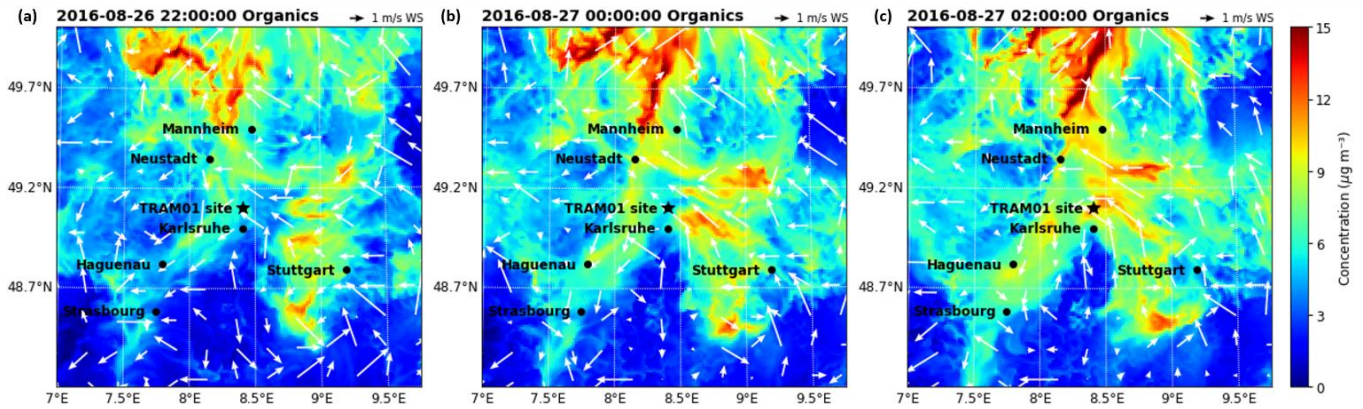 (a) 2016-08-26 22:00:00 Organics 1 m/s WS
49.7°N
49.2°N
48.7°N
Mannheim
Neustadt
TRAM01 site
Karlsruhe
Haguenau
Stuttgart
Strasbourg
7°E 7.5°E 8°E 8.5°E 9°E 9.5°E
(b) 2016-08-27 00:00:00 Organics 1 m/s WS
49.7°N
49.2°N
48.7°N
Mannheim
Neustadt
TRAM01 site
Karlsruhe
Haguenau
Stuttgart
Strasbourg
7°E 7.5°E 8°E 8.5°E 9°E 9.5°E
(c) 2016-08-27 02:00:00 Organics 1 m/s WS
49.7°N
49.2°N
48.7°N
Mannheim
Neustadt
TRAM01 site
Karlsruhe
Haguenau
Stuttgart
Strasbourg
7°E 7.5°E 8°E 8.5°E 9°E 9.5°E
15
12
9
6
3
0
Concentration (μg m⁻³)